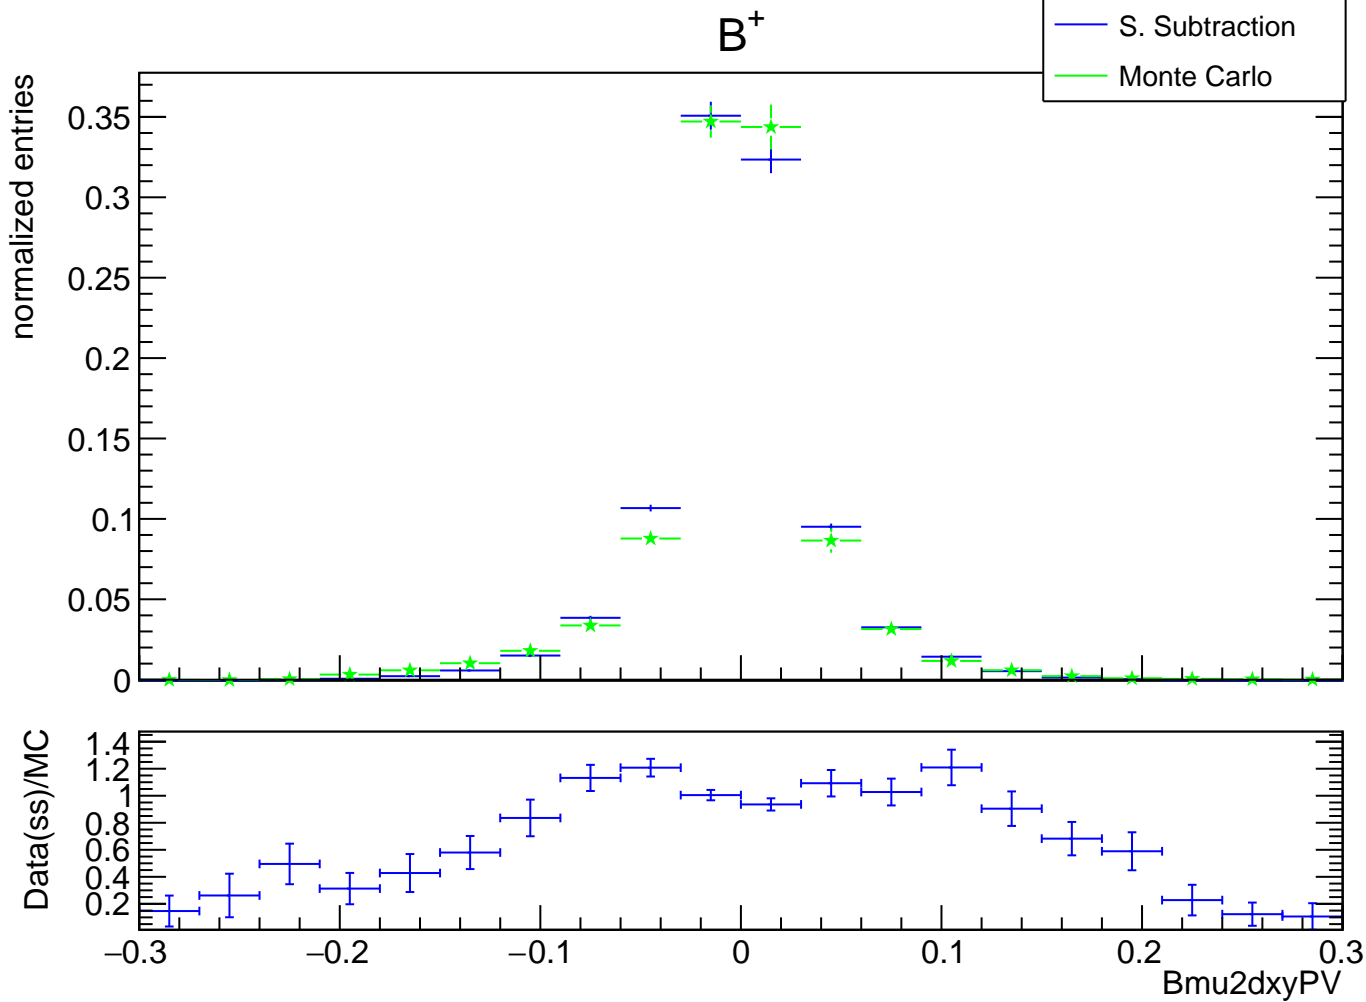 B+
S. Subtraction
Monte Carlo
normalized entries
0.35
0.3
0.25
0.2
0.15
0.1
0.05
0
Data(ss)/MC
1.4
1.2
1
0.8
0.6
0.4
0.2
−0.3 −0.2 −0.1 0 0.1 0.2 0.3
Bmu2dxyPV